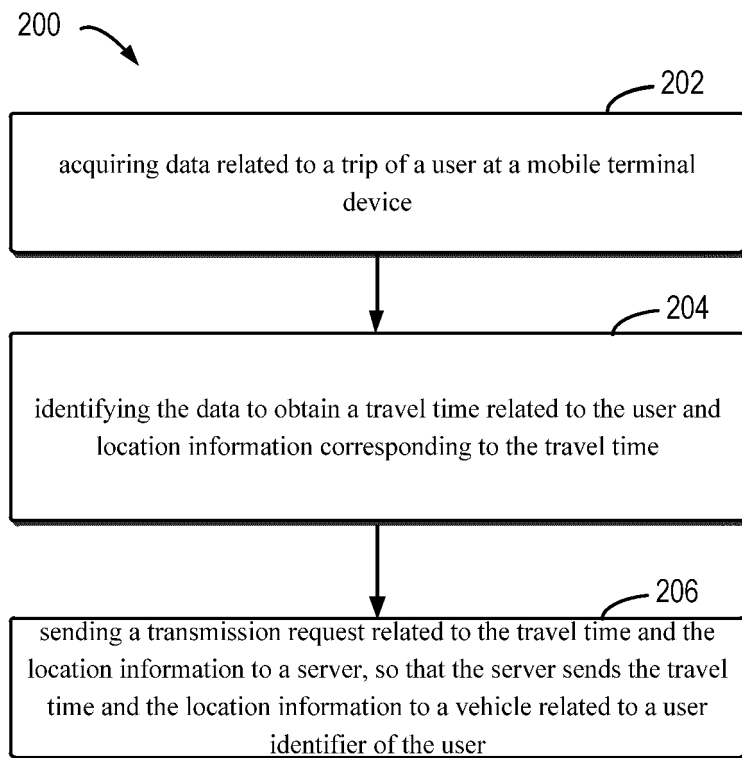 200
202
acquiring data related to a trip of a user at a mobile terminal
device
204
identifying the data to obtain a travel time related to the user and
location information corresponding to the travel time
206
sending a transmission request related to the travel time and the
location information to a server, so that the server sends the travel
time and the location information to a vehicle related to a user
identifier of the user